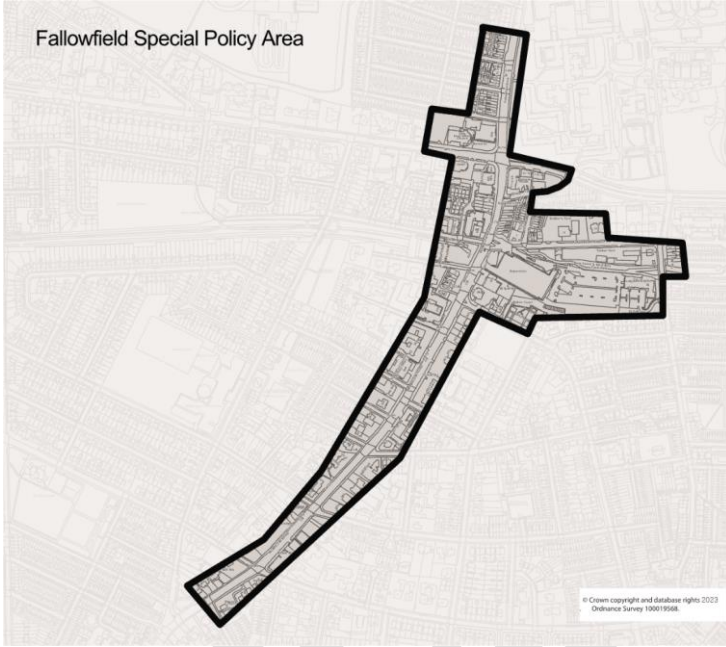 Fallowfield Special Policy Area
© Crown copyright and database rights 2023
Ordnance Survey 100019568.